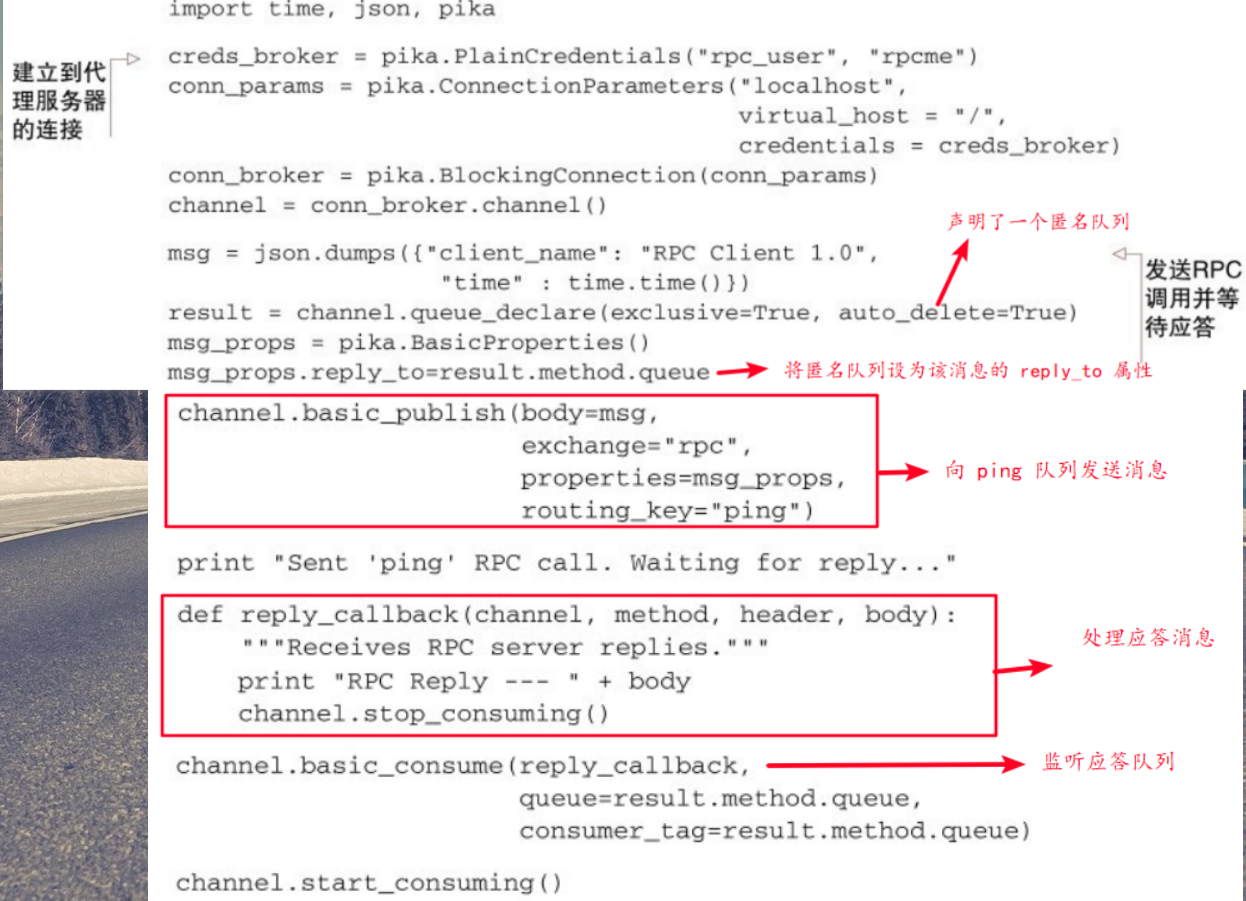 import time, json, pika
建立到代
理服务器
的连接
creds_broker = pika.PlainCredentials("rpc_user", "rpcme")
conn_params = pika.ConnectionParameters("localhost",
virtual_host = "/",
credentials = creds_broker)
conn_broker = pika.BlockingConnection(conn_params)
channel = conn_broker.channel()
声明了一个匿名队列
msg = json.dumps({"client_name": "RPC Client 1.0",
"time" : time.time()})
发送RPC
调用并等
待应答
result = channel.queue_declare(exclusive=True, auto_delete=True)
msg_props = pika.BasicProperties()
msg_props.reply_to=result.method.queue
将匿名队列设为该消息的 reply_to 属性
channel.basic_publish(body=msg,
exchange="rpc",
properties=msg_props,
routing_key="ping")
向 ping 队列发送消息
print "Sent 'ping' RPC call. Waiting for reply..."
def reply_callback(channel, method, header, body):
"""Receives RPC server replies."""
print "RPC Reply --- " + body
channel.stop_consuming()
处理应答消息
channel.basic_consume(reply_callback,
监听应答队列
queue=result.method.queue,
consumer_tag=result.method.queue)
channel.start_consuming()